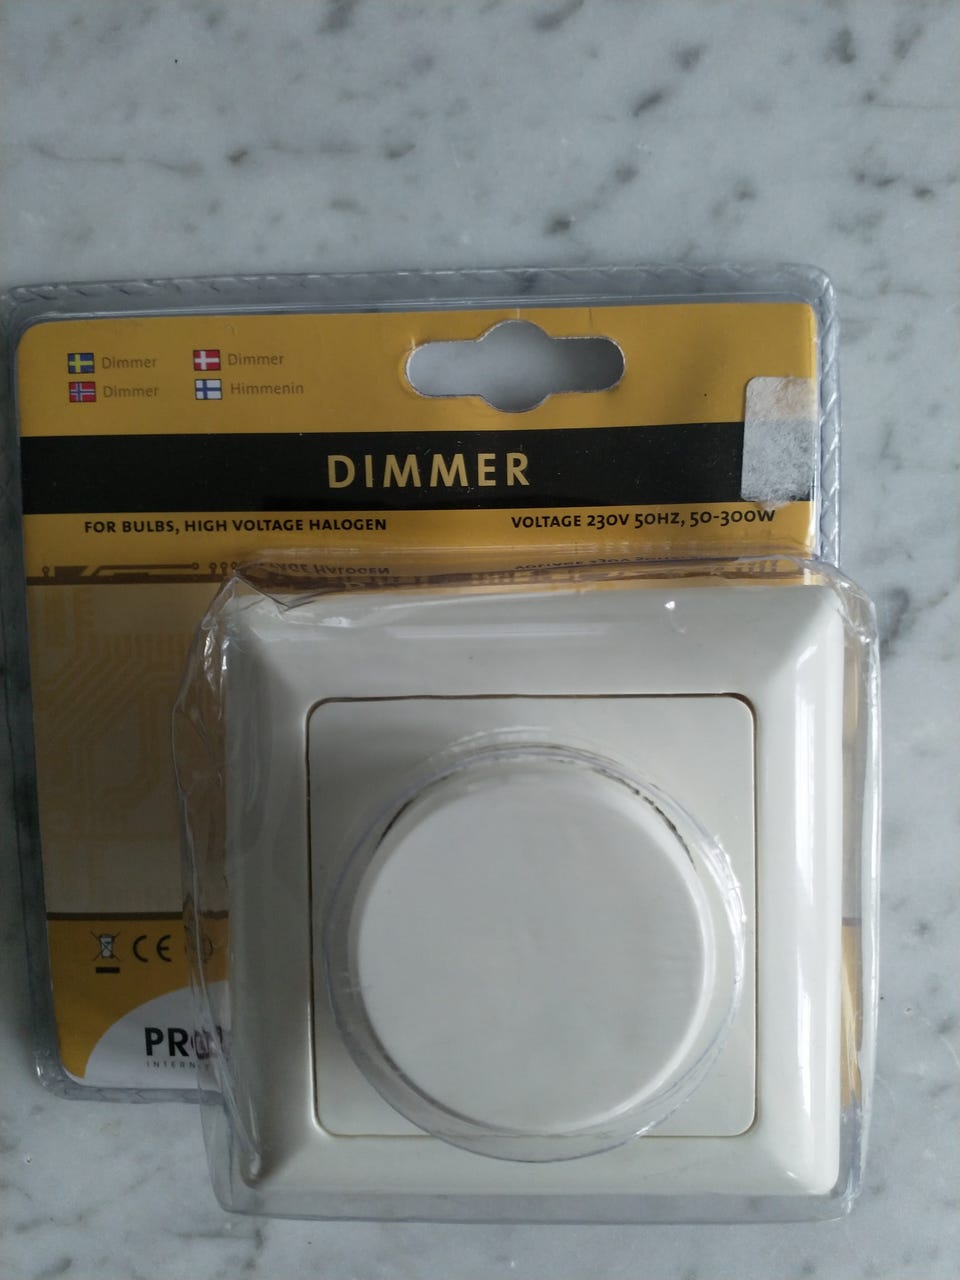 Dimmer Dimmer
Dimmer Himmenin
DIMMER
FOR BULBS, HIGH VOLTAGE HALOGEN VOLTAGE 230V 50HZ, 50-300W
CE